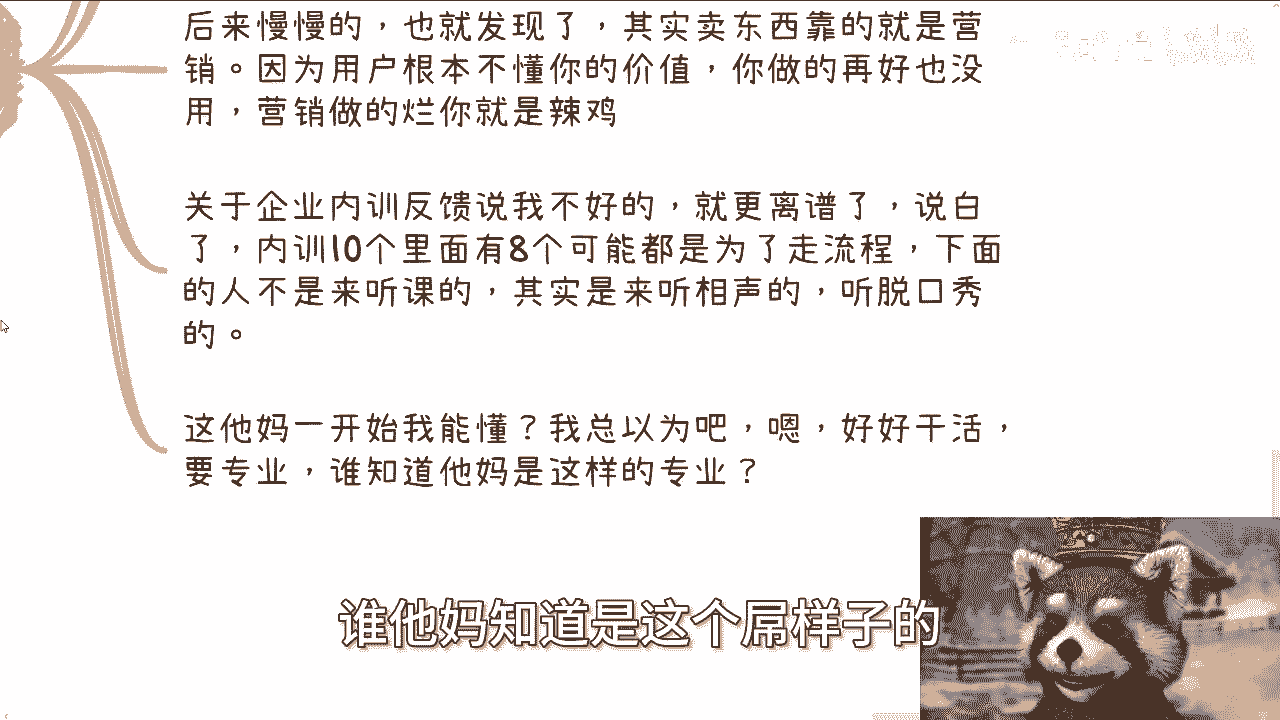 后来慢慢的，也就发现了，其实卖东西靠的就是营
销。因为用户根本不懂你的价值，你做的再好也没
用，营销做的烂你就是辣鸡
关于企业内训反馈说我不好的，就更离谱了，说白
了，内训10个里面有8个可能都是为了走流程，下面
的人不是来听课的，其实是来听相声的，听脱口秀
的。
这他妈一开始我能懂？我总以为吧，嗯，好好干活，
要专业，谁知道他妈是这样的专业？
谁他妈知道是这个屌样子的